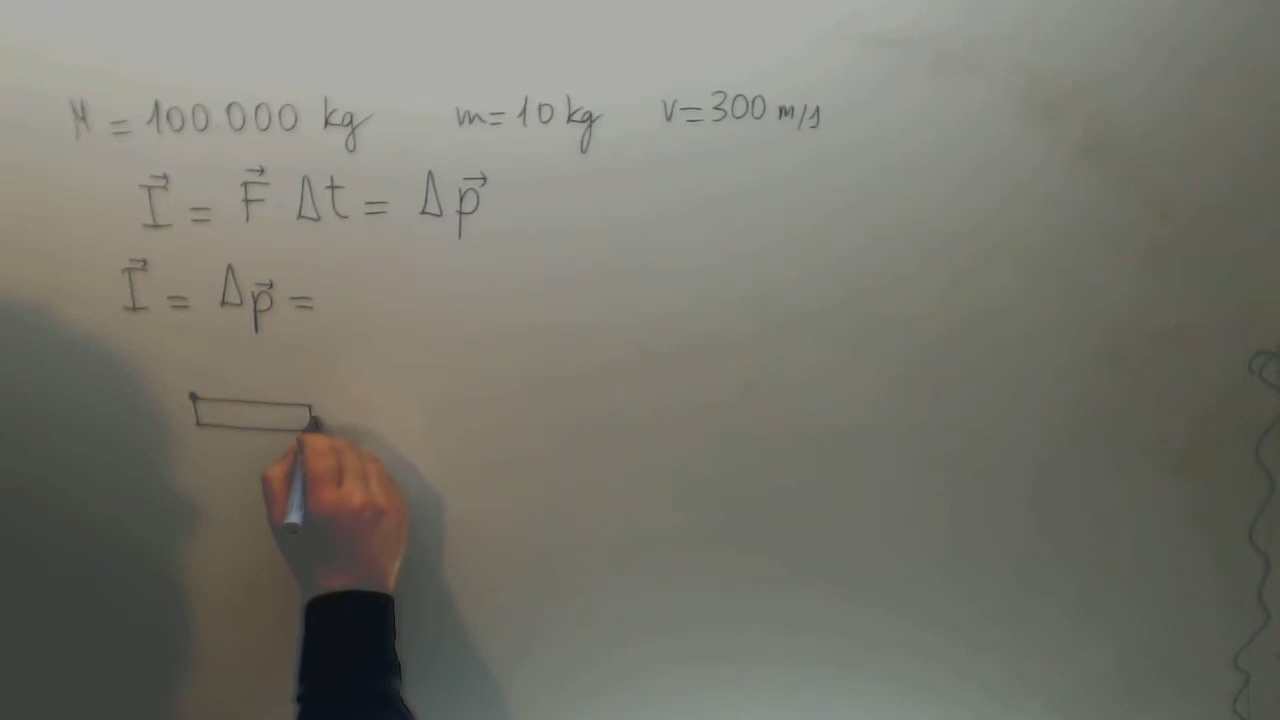 M = 100 000 kg m = 10 kg v = 300 m/s
I⃗ = F⃗ Δt = Δp⃗
I⃗ = Δp⃗ =